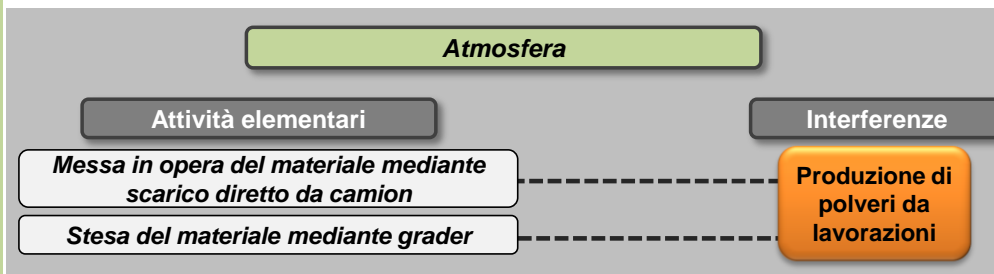 Atmosfera
Attività elementari
Interferenze
Messa in opera del materiale mediante
scarico diretto da camion
Stesa del materiale mediante grader
Produzione di
polveri da
lavorazioni